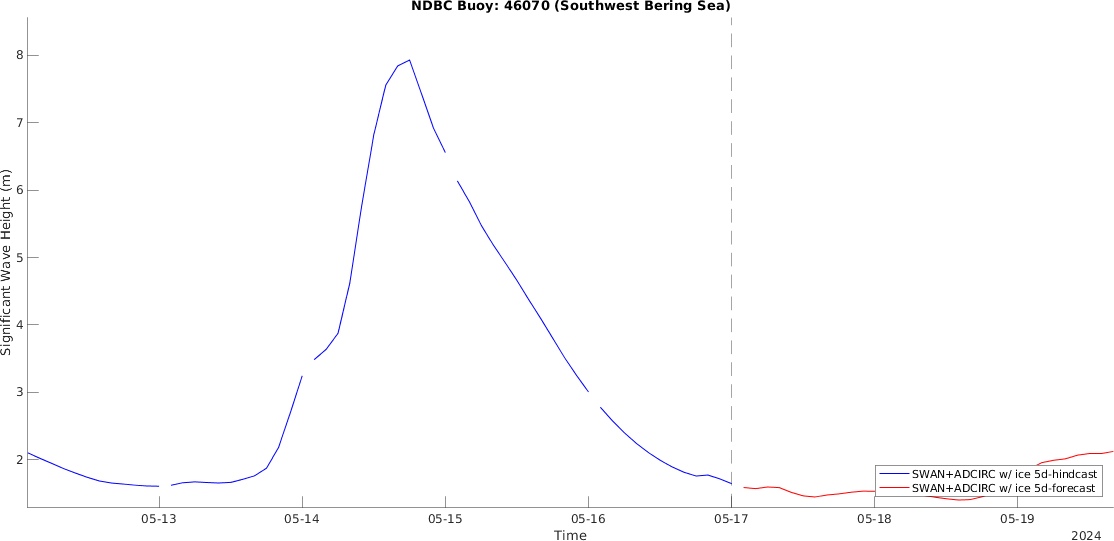 NDBC Buoy: 46070 (Southwest Bering Sea)
Significant Wave Height (m)
8
7
6
5
4
3
2
SWAN+ADCIRC w/ ice 5d-hindcast
SWAN+ADCIRC w/ ice 5d-forecast
05-13 05-14 05-15 05-16 05-17 05-18 05-19
Time
2024